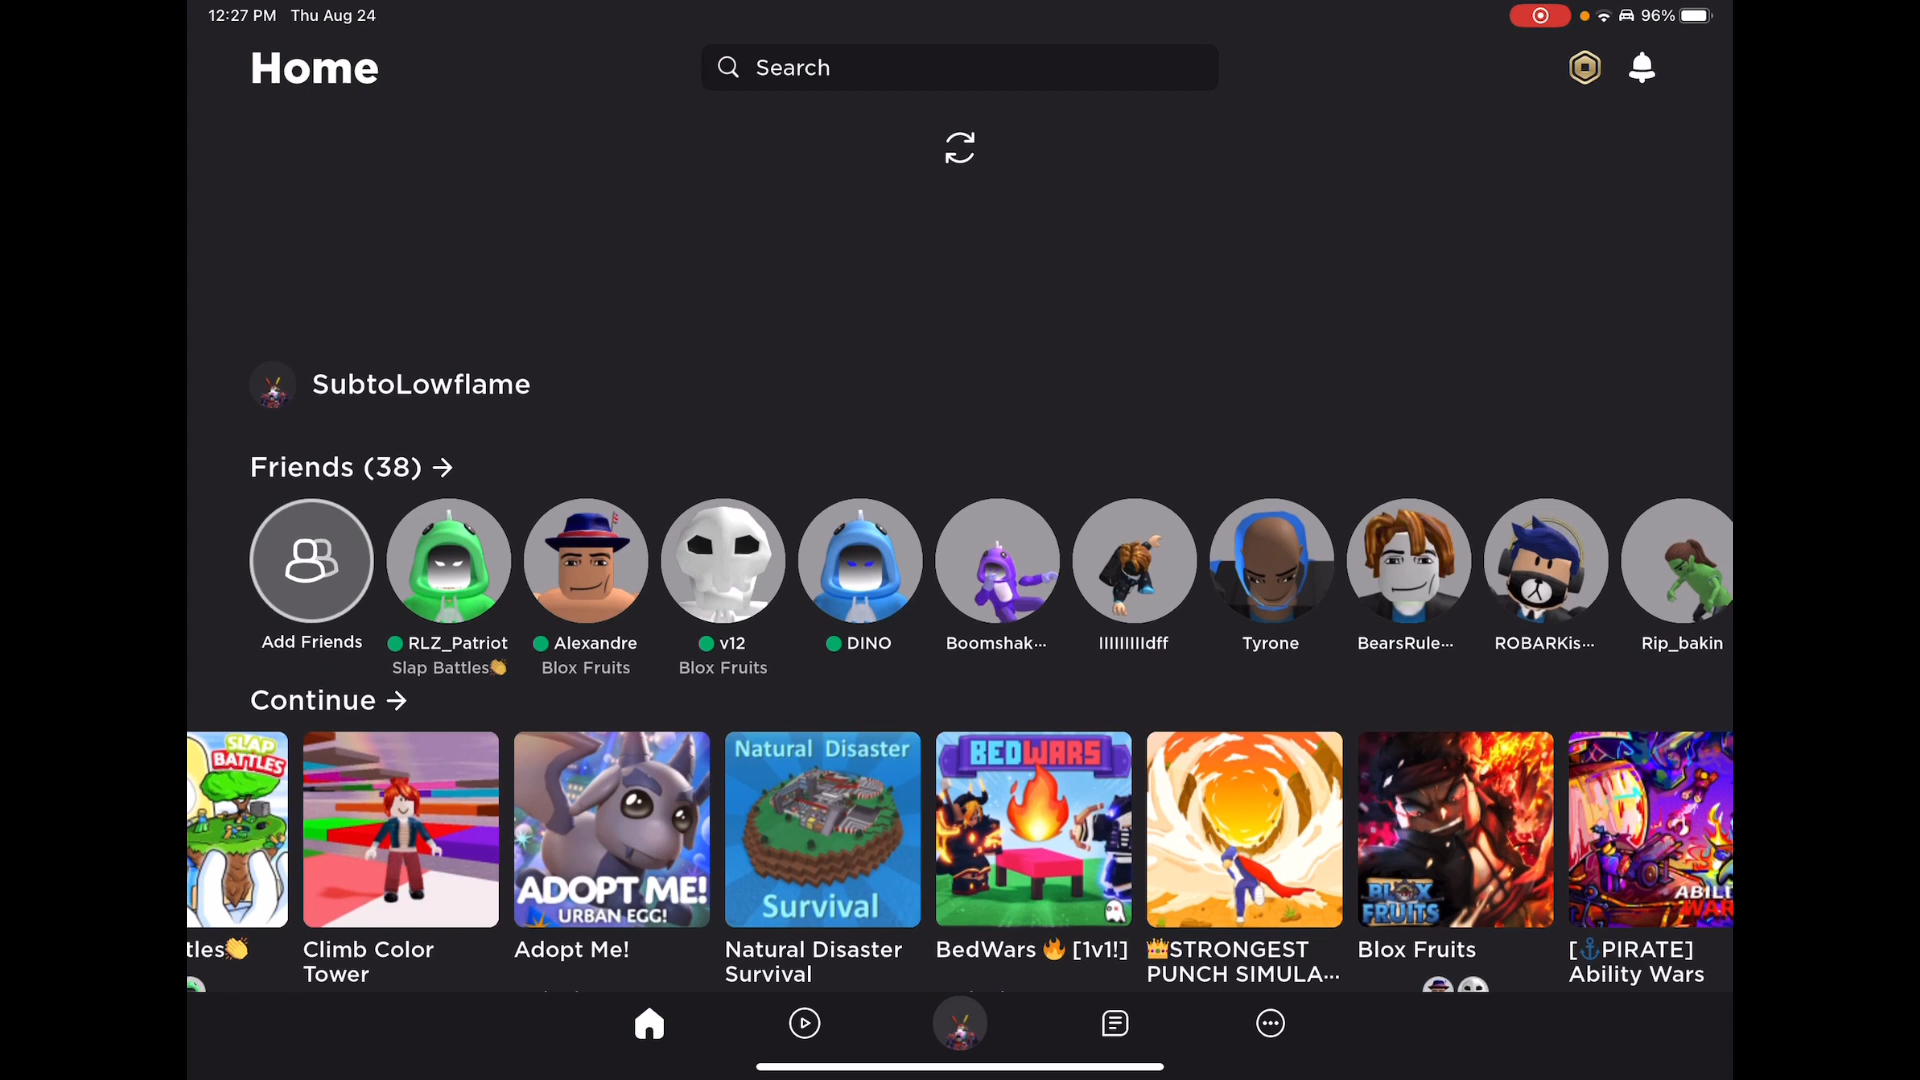 12:27 PM Thu Aug 24
96%
Home
Search
SubtoLowflame
Friends (38)
Add Friends
RLZ_Patriot
Slap Battles👏
Alexandre
Blox Fruits
v12
Blox Fruits
DINO
Boomshak...
IIIIIIIIIdff
Tyrone
BearsRule...
ROBARKis...
Rip_bakin
Continue
SLAP
BATTLES
tles👏
Climb Color
Tower
ADOPT ME!
URBAN EGG!
Adopt Me!
Natural Disaster
Survival
Natural Disaster
Survival
BEDWARS
BedWars 🔥 [1v1!]
👑STRONGEST
PUNCH SIMULA...
BLOX
FRUITS
Blox Fruits
ABIL
WAR
[⚓PIRATE]
Ability Wars